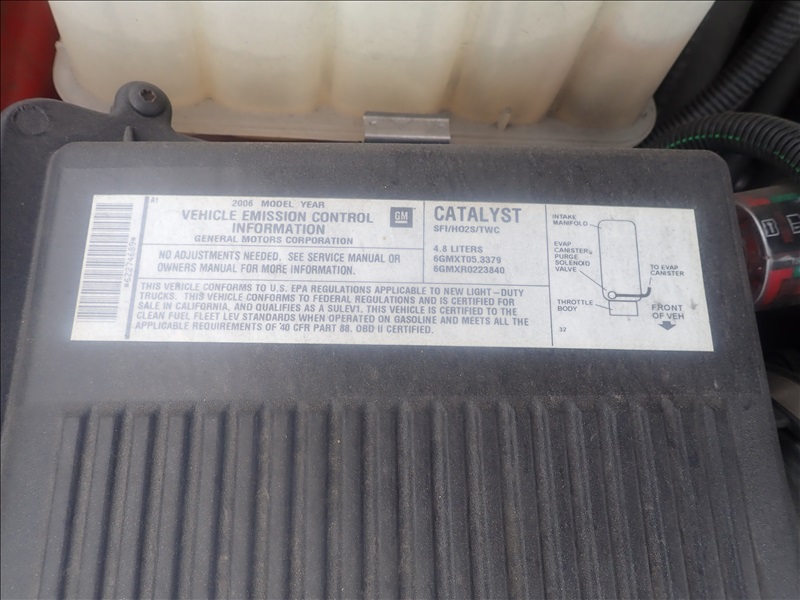 A1
2006 MODEL YEAR
VEHICLE EMISSION CONTROL
INFORMATION
GENERAL MOTORS CORPORATION
GM
NO ADJUSTMENTS NEEDED. SEE SERVICE MANUAL OR
OWNERS MANUAL FOR MORE INFORMATION.
CATALYST
SFI/HO2S/TWC
4.8 LITERS
6GMXT05.3379
6GMXR0223840
THIS VEHICLE CONFORMS TO U.S. EPA REGULATIONS APPLICABLE TO NEW LIGHT-DUTY
TRUCKS. THIS VEHICLE CONFORMS TO FEDERAL REGULATIONS AND IS CERTIFIED FOR
SALE IN CALIFORNIA, AND QUALIFIES AS A SULEV1. THIS VEHICLE IS CERTIFIED TO THE
CLEAN FUEL FLEET LEV STANDARDS WHEN OPERATED ON GASOLINE AND MEETS ALL THE
APPLICABLE REQUIREMENTS OF 40 CFR PART 88. OBD II CERTIFIED.
INTAKE
MANIFOLD
EVAP
CANISTER
PURGE
SOLENOID
VALVE
TO EVAP
CANISTER
THROTTLE
BODY
FRONT
OF VEH
32